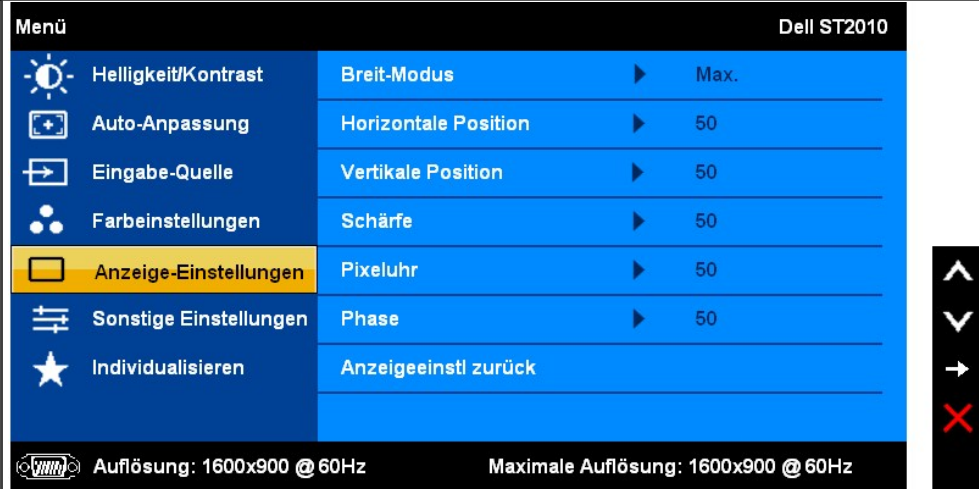 Menü Dell ST2010
Helligkeit/Kontrast Breit-Modus Max.
Auto-Anpassung Horizontale Position 50
Eingabe-Quelle Vertikale Position 50
Farbeinstellungen Schärfe 50
Anzeige-Einstellungen Pixeluhr 50
Sonstige Einstellungen Phase 50
Individualisieren Anzeigeeinstl zurück
Auflösung: 1600x900 @ 60Hz Maximale Auflösung: 1600x900 @ 60Hz